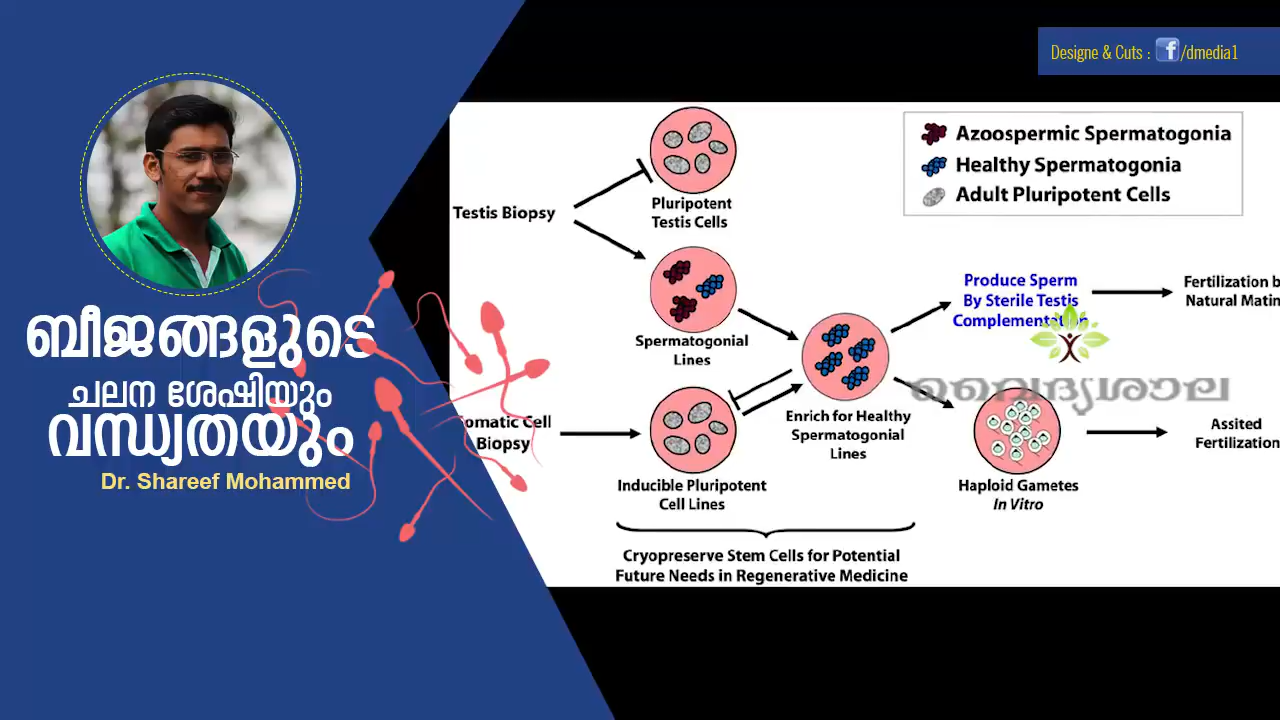 Designe & Cuts : f/dmedia1
ബീജങ്ങളുടെ
ചലന ശേഷിയും
വന്ധ്യതയും
Dr. Shareef Mohammed
Azoospermic Spermatogonia
Healthy Spermatogonia
Adult Pluripotent Cells
Testis Biopsy
Pluripotent
Testis Cells
Spermatogonial
Lines
omatic Cell
Biopsy
Inducible Pluripotent
Cell Lines
Enrich for Healthy
Spermatogonial
Lines
Produce Sperm
By Sterile Testis
Complementation
Fertilization b
Natural Matin
വൈദ്യശാല
Haploid Gametes
In Vitro
Assited
Fertilization
Cryopreserve Stem Cells for Potential
Future Needs in Regenerative Medicine